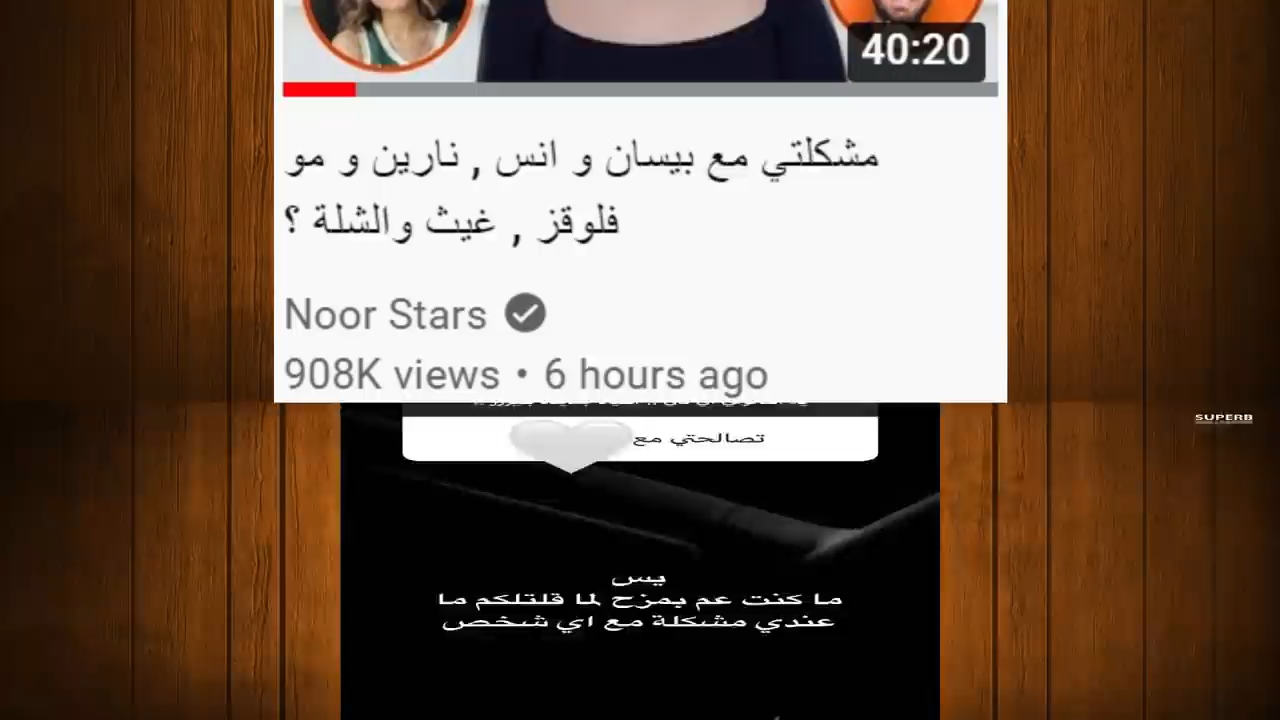 40:20
مشكلتي مع بيسان و انس , نارين و مو
فلوقز , غيث والشلة ؟
Noor Stars
908K views • 6 hours ago
SUPERB
تصالحتي مع
يس
ما كنت عم بمزح لما قلتلكم ما
عندي مشكلة مع اي شخص